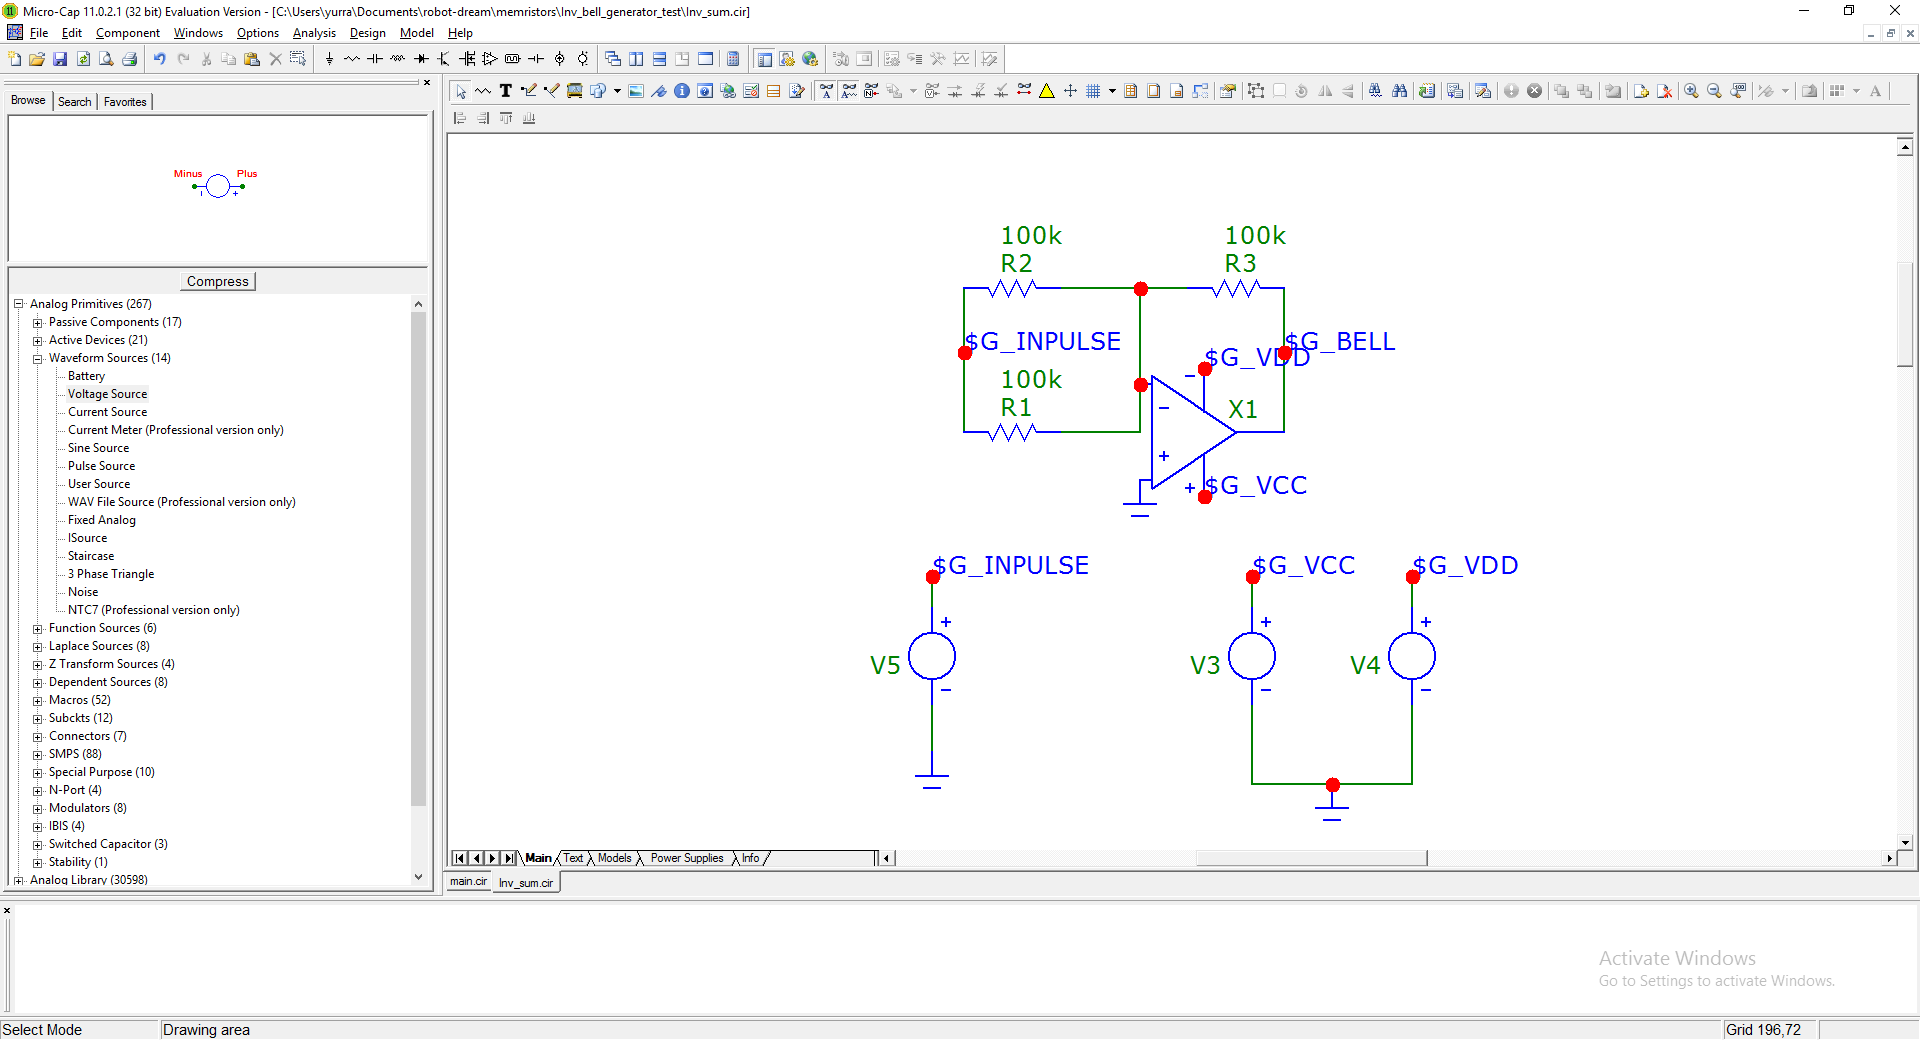 Micro-Cap 11.0.2.1 (32 bit) Evaluation Version - [C:\Users\yurra\Documents\robot-dream\memristors\Inv_bell_generator_test\Inv_sum.cir]
File Edit Component Windows Options Analysis Design Model Help
Browse Search Favorites
Minus Plus
Compress
Analog Primitives (267)
Passive Components (17)
Active Devices (21)
Waveform Sources (14)
Battery
Voltage Source
Current Source
Current Meter (Professional version only)
Sine Source
Pulse Source
User Source
WAV File Source (Professional version only)
Fixed Analog
ISource
Staircase
3 Phase Triangle
Noise
NTC7 (Professional version only)
Function Sources (6)
Laplace Sources (8)
Z Transform Sources (4)
Dependent Sources (8)
Macros (52)
Subckts (12)
Connectors (7)
SMPS (88)
Special Purpose (10)
N-Port (4)
Modulators (8)
IBIS (4)
Switched Capacitor (3)
Stability (1)
Analog Library (30598)
100k 100k
R2 R3
$G_INPULSE $G_BELL
$G_VDD
100k
R1 X1
$G_VCC
$G_INPULSE $G_VCC $G_VDD
V5 V3 V4
Main Text Models Power Supplies Info
main.cir Inv_sum.cir
Activate Windows
Go to Settings to activate Windows.
Select Mode Drawing area Grid 196,72